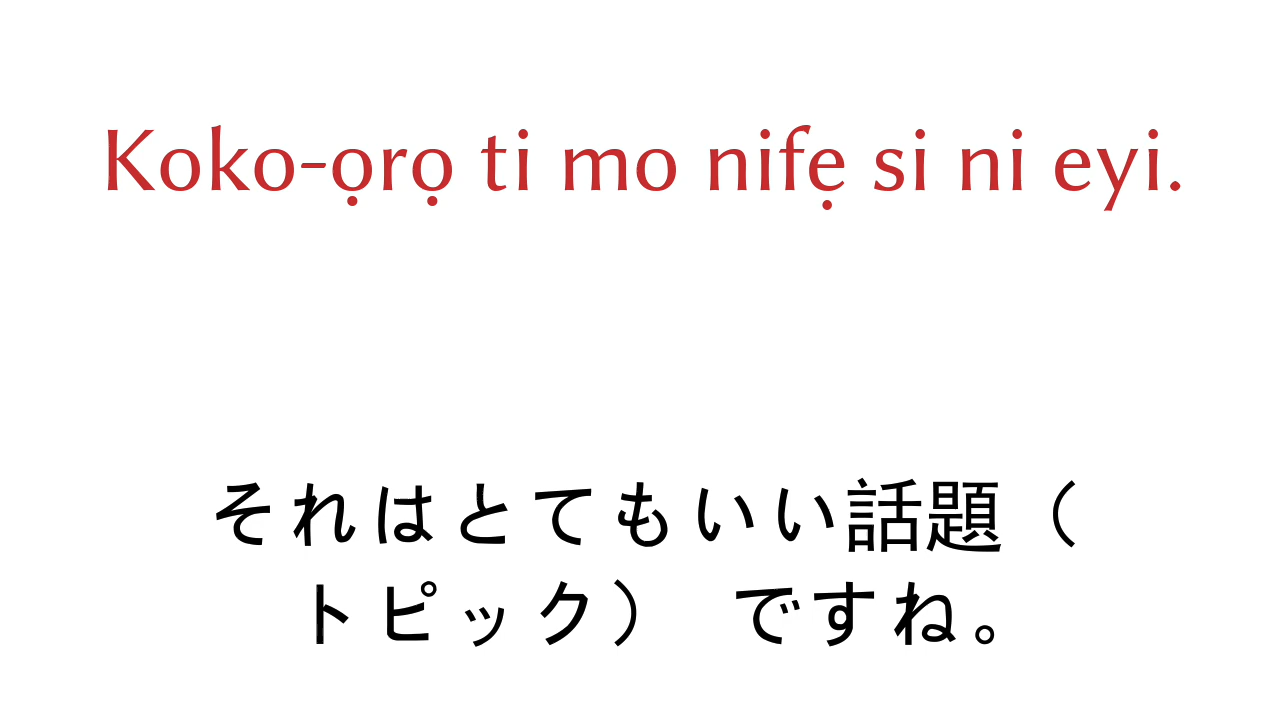 Koko-ọrọ ti mo nifẹ si ni eyi.
それはとてもいい話題（
トピック） ですね。